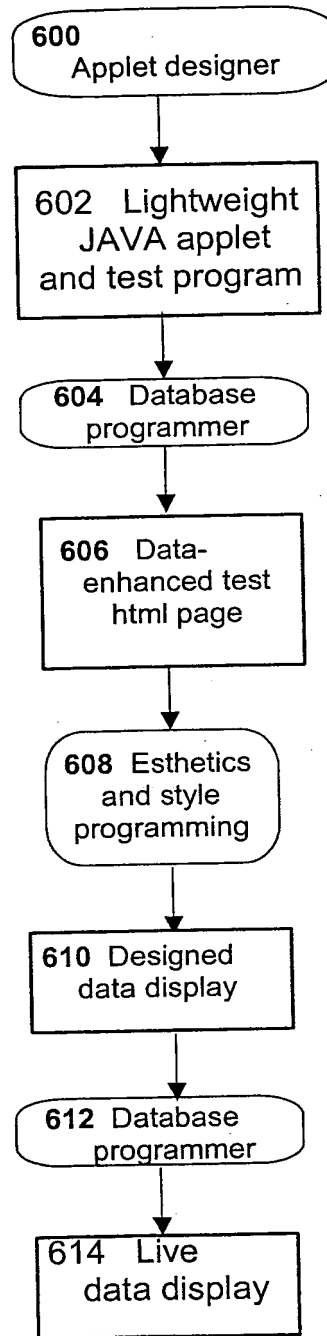 600
Applet designer
602 Lightweight
JAVA applet
and test program
604 Database
programmer
606 Data-
enhanced test
html page
608 Esthetics
and style
programming
610 Designed
data display
612 Database
programmer
614 Live
data display